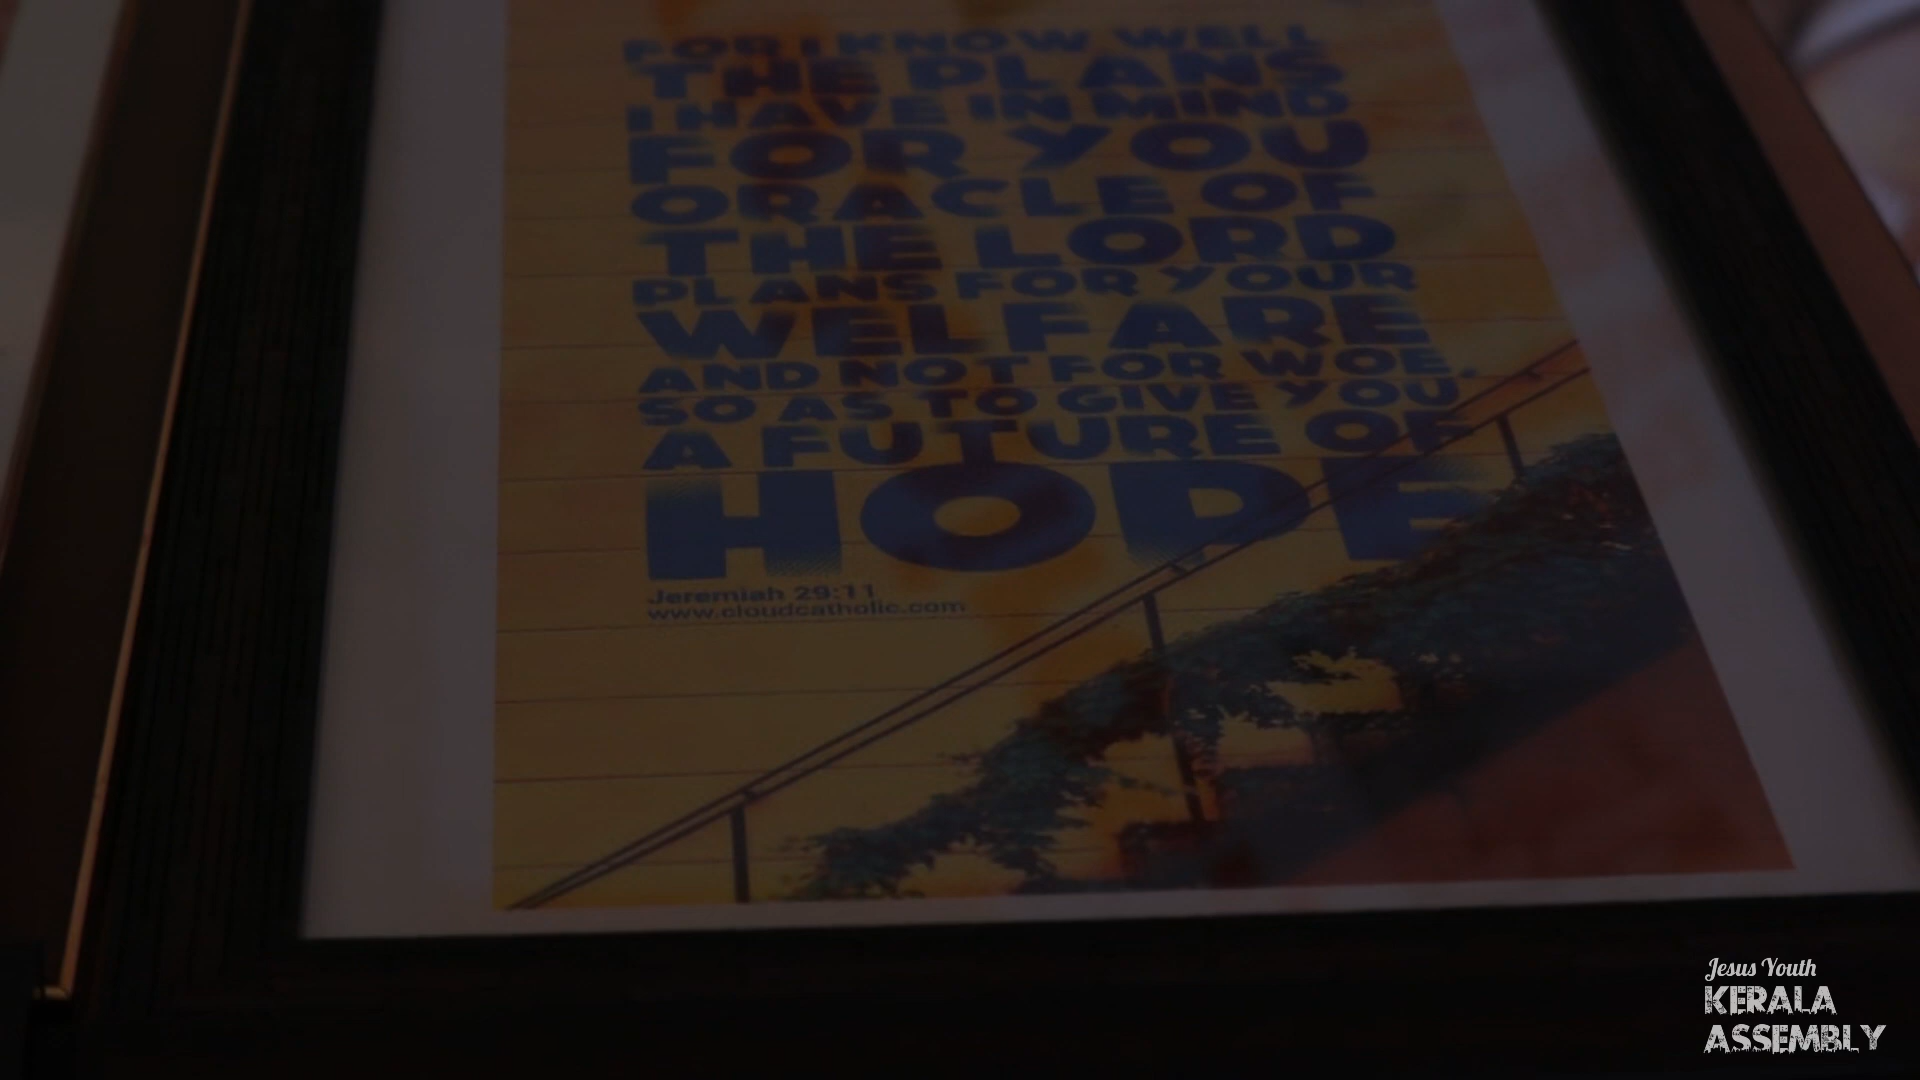 FOR I KNOW WELL
THE PLANS
I HAVE IN MIND
FOR YOU
ORACLE OF
THE LORD
PLANS FOR YOUR
WELFARE
AND NOT FOR WOE,
SO AS TO GIVE YOU
A FUTURE OF
HOPE
Jeremiah 29:11
www.cloudcatholic.com
Jesus Youth
KERALA
ASSEMBLY